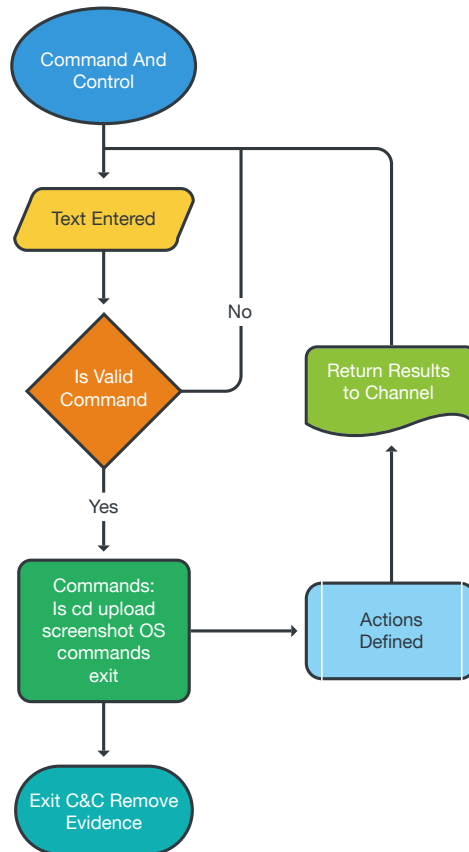 Command And
Control
Text Entered
No
Is Valid
Command
Return Results
to Channel
Yes
Commands:
Is cd upload
screenshot OS
commands
exit
Actions
Defined
Exit C&C Remove
Evidence